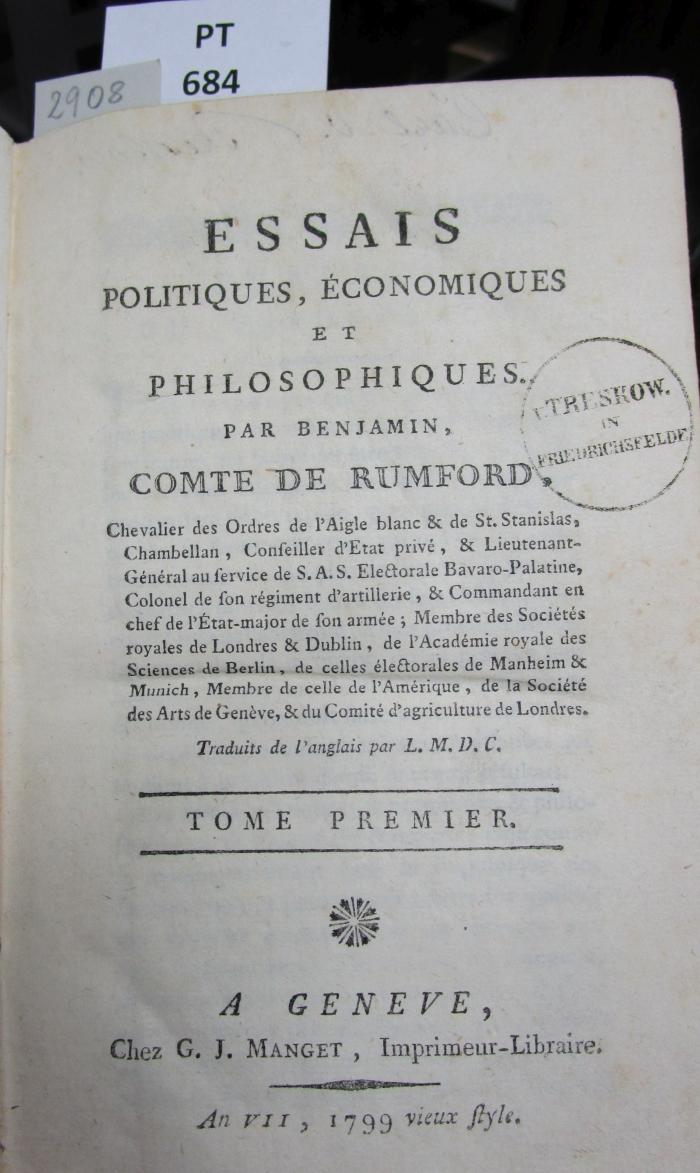 PT
684
2908
ESSAIS
POLITIQUES, ÉCONOMIQUES
ET
PHILOSOPHIQUES.
PAR BENJAMIN,
COMTE DE RUMFORD,
v. TRESKOW.
IN
FRIEDRICHSFELDE
Chevalier des Ordres de l'Aigle blanc & de St. Stanislas,
Chambellan, Conſeiller d'Etat privé, & Lieutenant-
Général au ſervice de S. A. S. Electorale Bavaro-Palatine,
Colonel de ſon régiment d'artillerie, & Commandant en
chef de l'État-major de ſon armée; Membre des Sociétés
royales de Londres & Dublin, de l'Académie royale des
Sciences de Berlin, de celles électorales de Manheim &
Munich, Membre de celle de l'Amérique, de la Société
des Arts de Genève, & du Comité d'agriculture de Londres.
Traduits de l'anglais par L. M. D. C.
TOME PREMIER.
A GENEVE,
Chez G. J. MANGET, Imprimeur-Libraire.
An VII, 1799 vieux ſtyle.